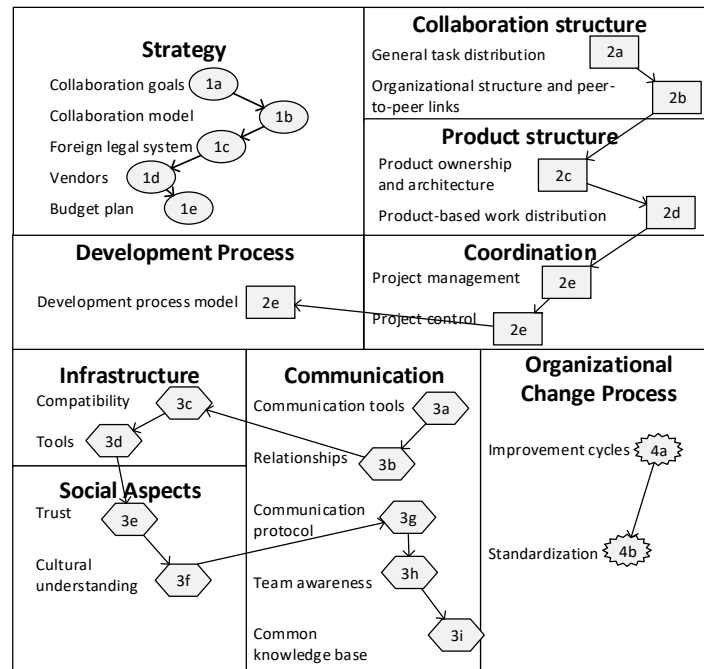 Strategy
Collaboration goals 1a
Collaboration model 1b
Foreign legal system 1c
Vendors 1d
Budget plan 1e
Collaboration structure
General task distribution 2a
Organizational structure and peer-
to-peer links 2b
Product structure
Product ownership
and architecture 2c
Product-based work distribution 2d
Development Process
Development process model 2e
Coordination
Project management 2e
Project control 2e
Infrastructure
Compatibility 3c
Tools 3d
Social Aspects
Trust 3e
Cultural
understanding 3f
Communication
Communication tools 3a
Relationships 3b
Communication
protocol 3g
Team awareness 3h
Common
knowledge base 3i
Organizational
Change Process
Improvement cycles 4a
Standardization 4b